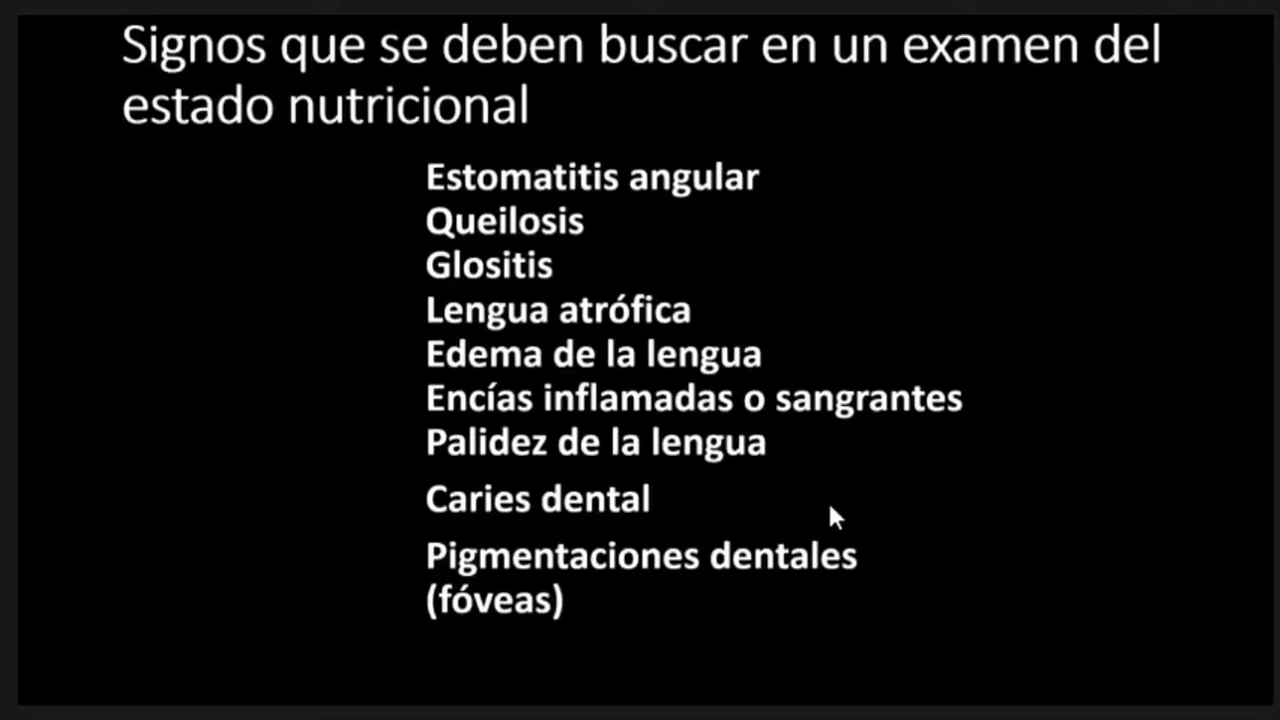 Signos que se deben buscar en un examen del
estado nutricional
Estomatitis angular
Queilosis
Glositis
Lengua atrófica
Edema de la lengua
Encías inflamadas o sangrantes
Palidez de la lengua
Caries dental
Pigmentaciones dentales
(fóveas)